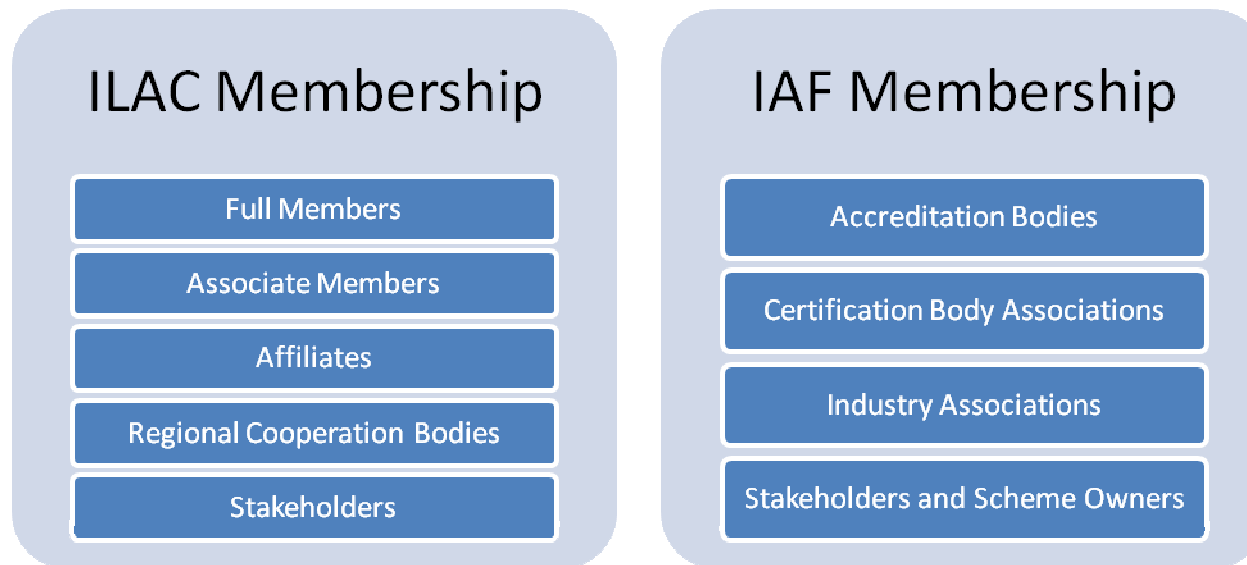 ILAC Membership
Full Members
Associate Members
Affiliates
Regional Cooperation Bodies
Stakeholders
IAF Membership
Accreditation Bodies
Certification Body Associations
Industry Associations
Stakeholders and Scheme Owners